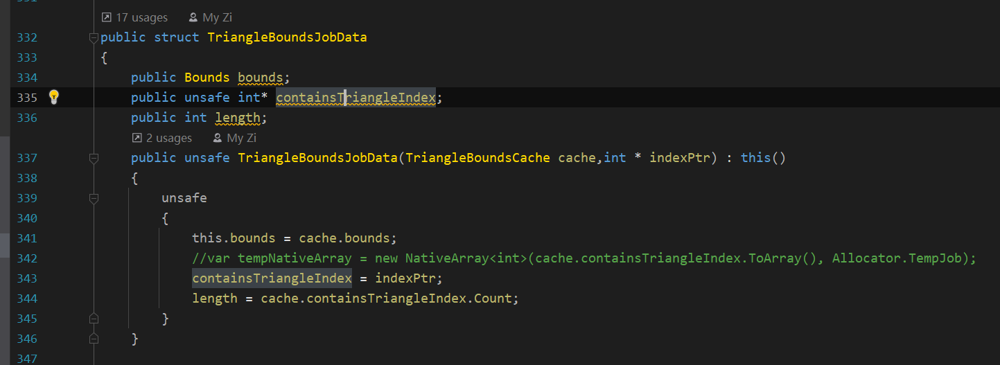 17 usages My Zi
332 public struct TriangleBoundsJobData
333 {
334 public Bounds bounds;
335 public unsafe int* containsTriangleIndex;
336 public int length;
2 usages My Zi
337 public unsafe TriangleBoundsJobData(TriangleBoundsCache cache,int * indexPtr) : this()
338 {
339 unsafe
340 {
341 this.bounds = cache.bounds;
342 //var tempNativeArray = new NativeArray<int>(cache.containsTriangleIndex.ToArray(), Allocator.TempJob);
343 containsTriangleIndex = indexPtr;
344 length = cache.containsTriangleIndex.Count;
345 }
346 }
347